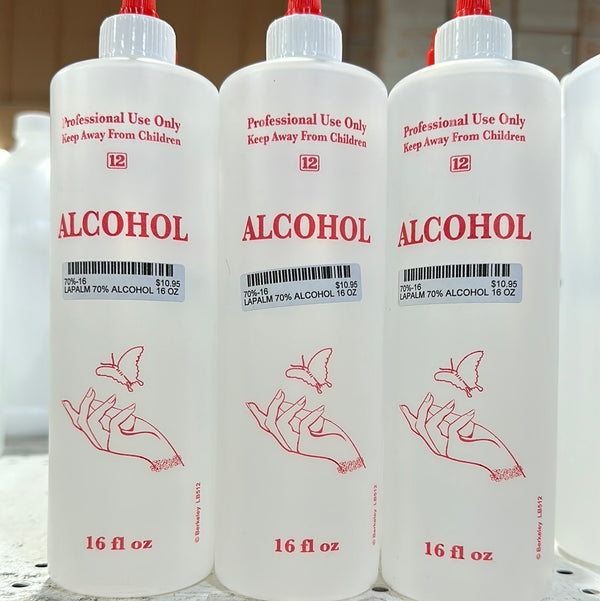 Professional Use Only
Keep Away From Children
12
ALCOHOL
70%-16 $10.95
LAPALM 70% ALCOHOL 16 OZ
16 fl oz
© Berkeley LB512
Professional Use Only
Keep Away From Children
12
ALCOHOL
70%-16 $10.95
LAPALM 70% ALCOHOL 16 OZ
16 fl oz
© Berkeley LB512
Professional Use Only
Keep Away From Children
12
ALCOHOL
70%-16 $10.95
LAPALM 70% ALCOHOL 16 OZ
16 fl oz
© Berkeley LB512